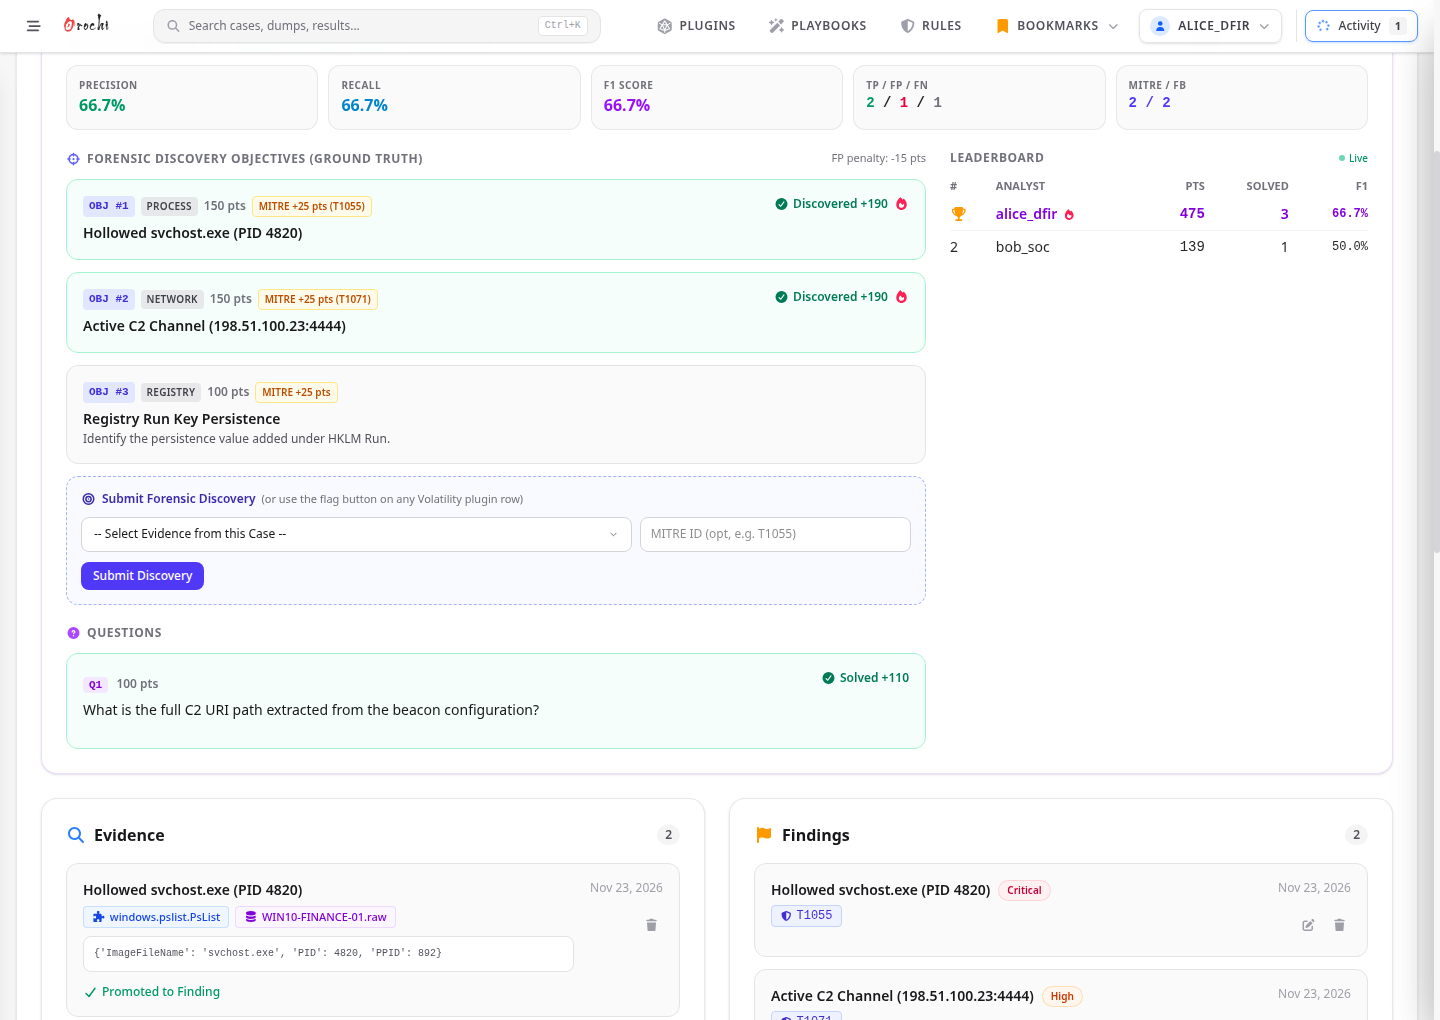 Orochi
Search cases, dumps, results...
Ctrl+K
PLUGINS
PLAYBOOKS
RULES
BOOKMARKS
ALICE_DFIR
Activity 1
PRECISION
66.7%
RECALL
66.7%
F1 SCORE
66.7%
TP / FP / FN
2 / 1 / 1
MITRE / FB
2 / 2
FORENSIC DISCOVERY OBJECTIVES (GROUND TRUTH)
FP penalty: -15 pts
OBJ #1 PROCESS 150 pts MITRE +25 pts (T1055)
Discovered +190
Hollowed svchost.exe (PID 4820)
OBJ #2 NETWORK 150 pts MITRE +25 pts (T1071)
Discovered +190
Active C2 Channel (198.51.100.23:4444)
OBJ #3 REGISTRY 100 pts MITRE +25 pts
Registry Run Key Persistence
Identify the persistence value added under HKLM Run.
Submit Forensic Discovery (or use the flag button on any Volatility plugin row)
-- Select Evidence from this Case --
MITRE ID (opt, e.g. T1055)
Submit Discovery
QUESTIONS
Q1 100 pts
Solved +110
What is the full C2 URI path extracted from the beacon configuration?
LEADERBOARD
Live
# ANALYST PTS SOLVED F1
alice_dfir 475 3 66.7%
2 bob_soc 139 1 50.0%
Evidence
2
Hollowed svchost.exe (PID 4820)
Nov 23, 2026
windows.pslist.PsList WIN10-FINANCE-01.raw
{'ImageFileName': 'svchost.exe', 'PID': 4820, 'PPID': 892}
Promoted to Finding
Findings
2
Hollowed svchost.exe (PID 4820) Critical
Nov 23, 2026
T1055
Active C2 Channel (198.51.100.23:4444) High
Nov 23, 2026
T1071